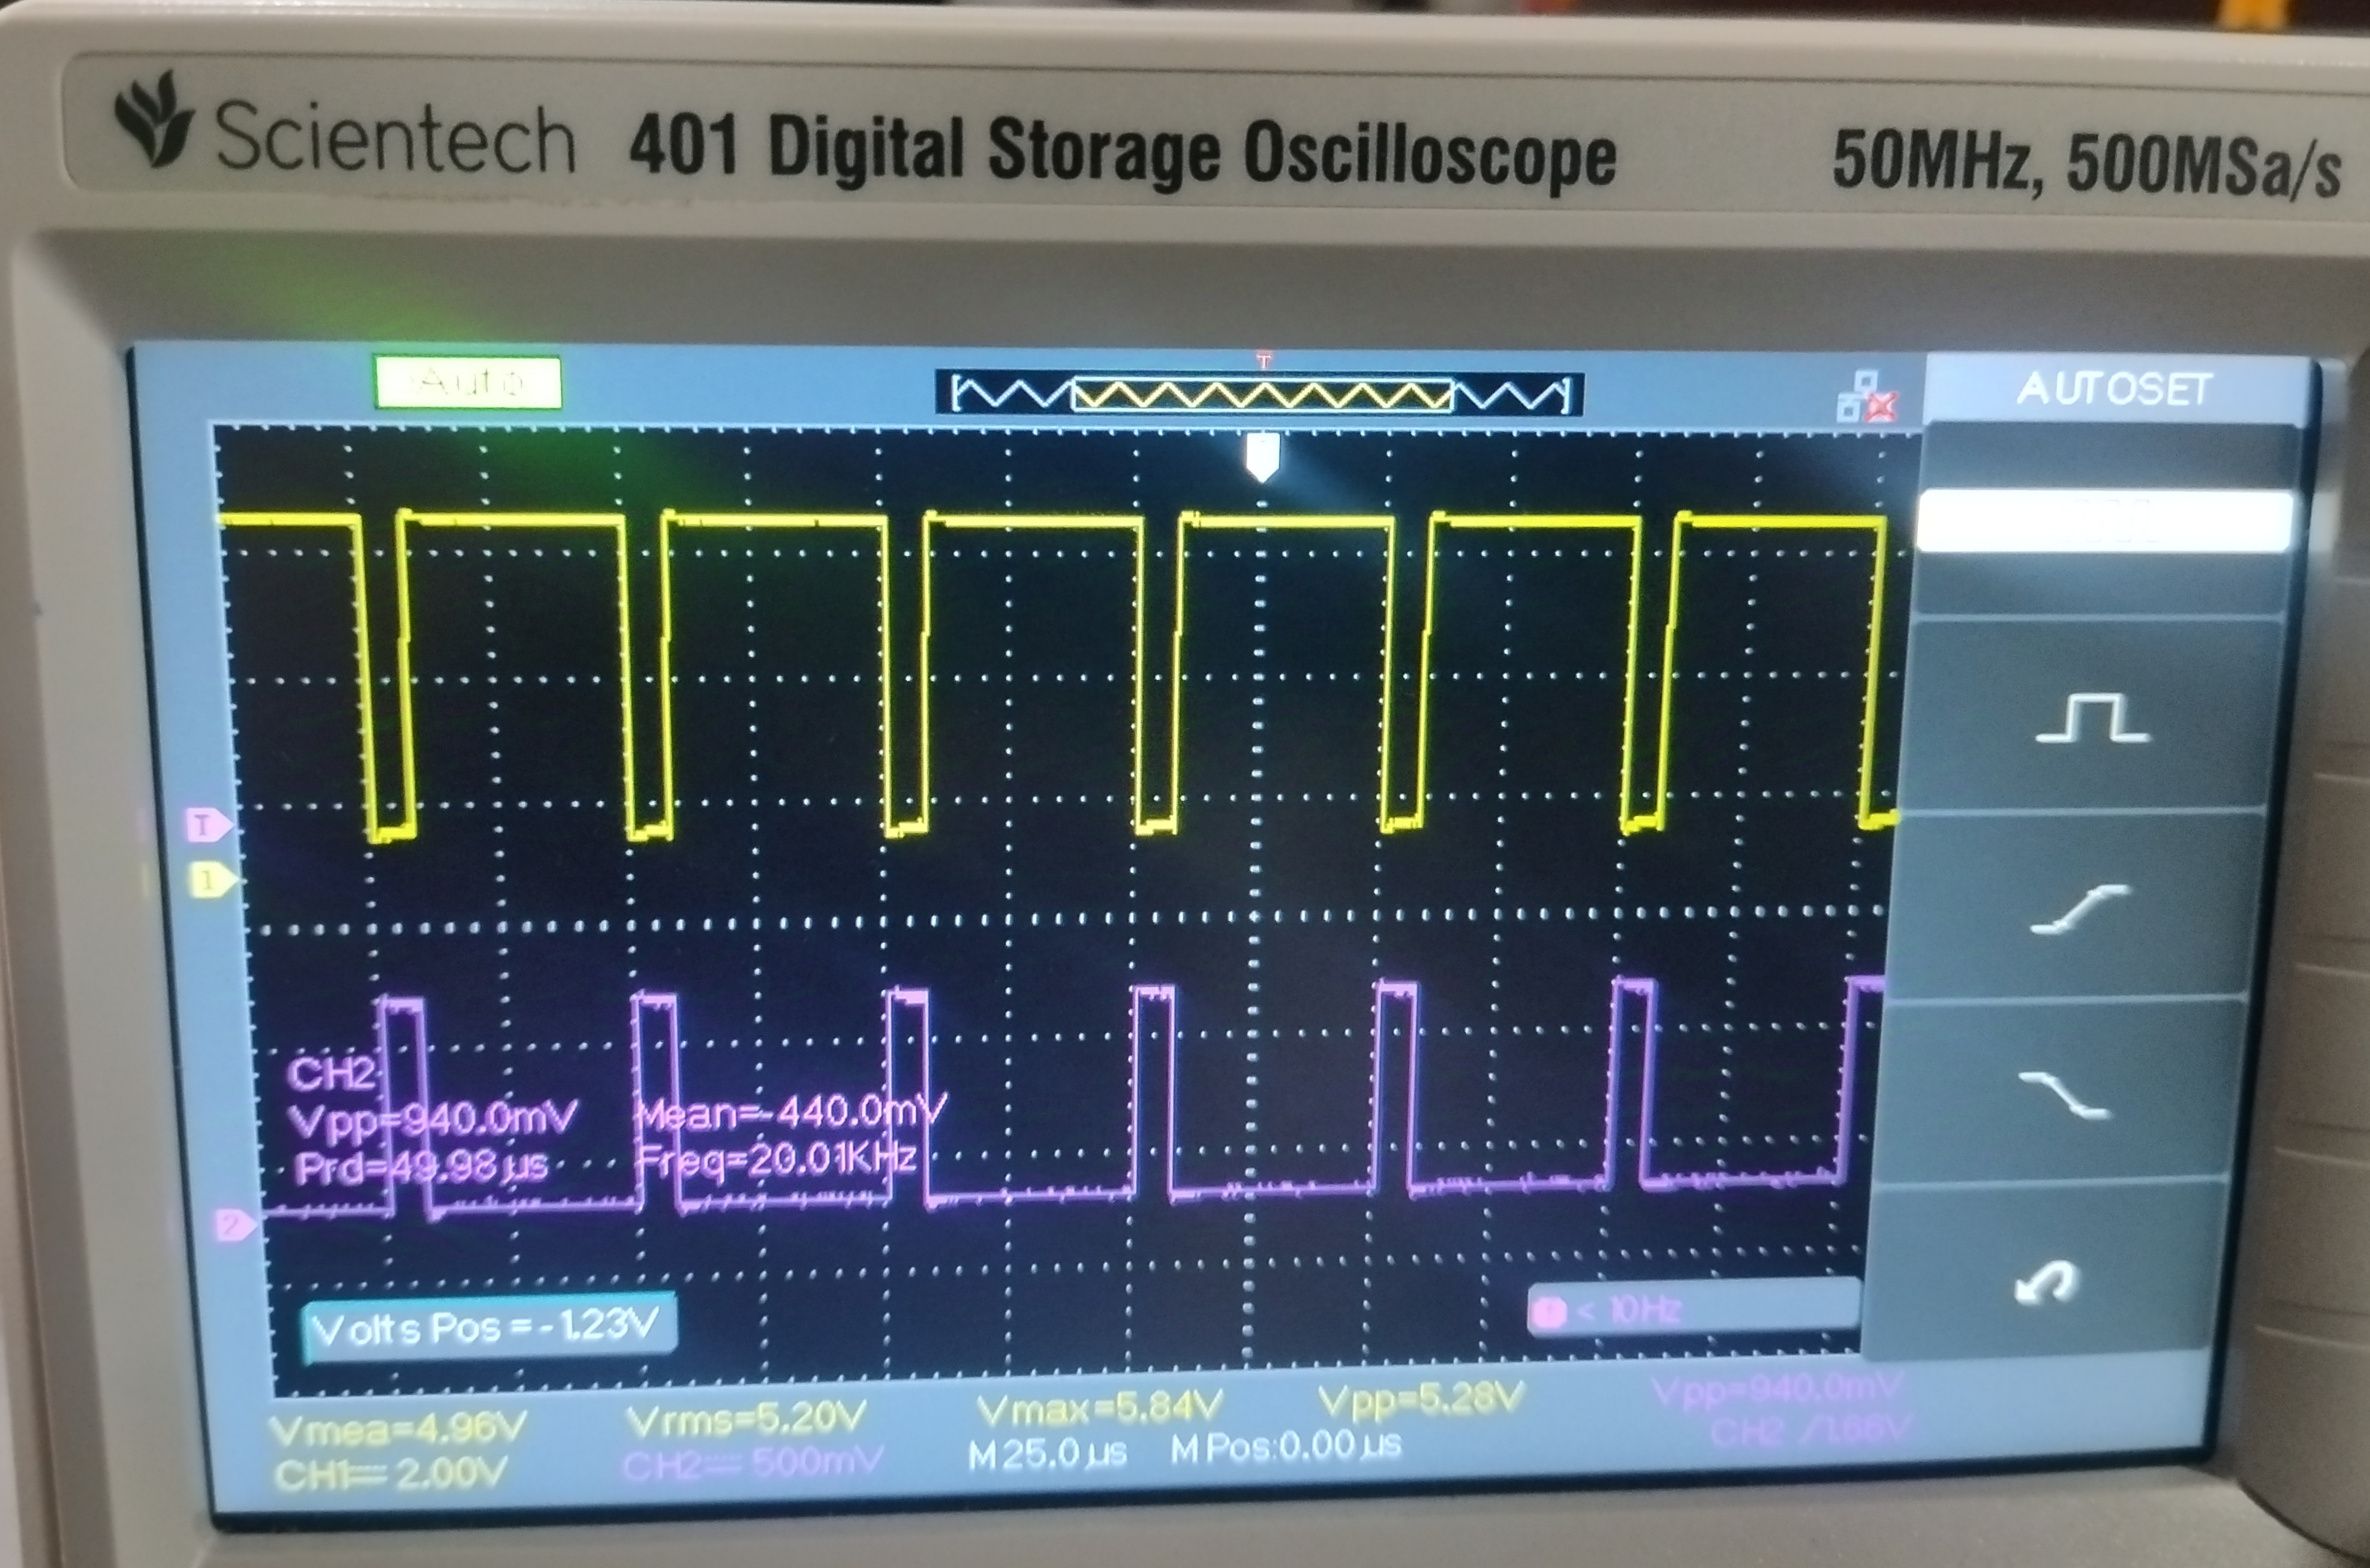 Scientech 401 Digital Storage Oscilloscope 50MHz, 500MSa/s
T
Auto
AUTOSET
T
1
CH2
Vpp=940.0mV Mean=-440.0mV
Prd=49.98µs Freq=20.01KHz
2
Volts Pos=-1.23V
< 10Hz
Vmea=4.96V Vrms=5.20V Vmax=5.84V Vpp=5.28V Vpp=940.0mV
CH1 2.00V CH2 500mV M 25.0µs M Pos:0.00µs CH2 /1.66V